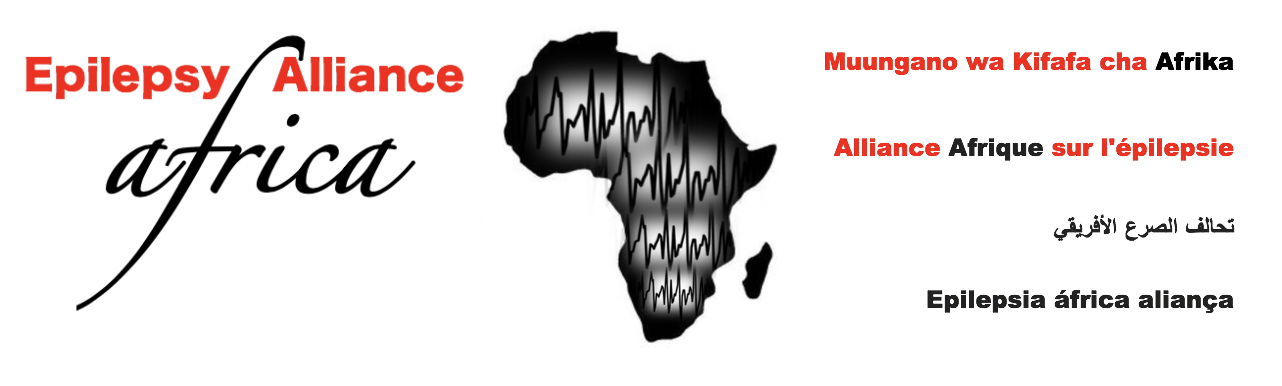 Epilepsy Alliance
africa
Muungano wa Kifafa cha Afrika
Alliance Afrique sur l'épilepsie
تحالف الصرع الأفريقي
Epilepsia áfrica aliança